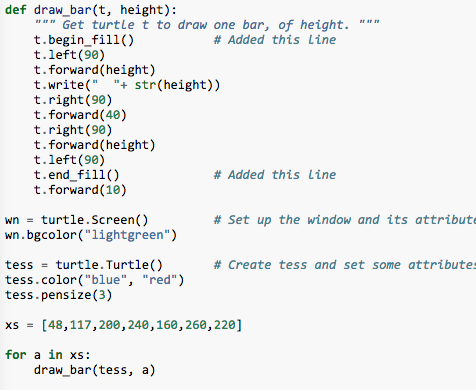 def draw_bar(t, height):
    """ Get turtle t to draw one bar, of height. """
    t.begin_fill()           # Added this line
    t.left(90)
    t.forward(height)
    t.write("  "+ str(height))
    t.right(90)
    t.forward(40)
    t.right(90)
    t.forward(height)
    t.left(90)
    t.end_fill()             # Added this line
    t.forward(10)

wn = turtle.Screen()         # Set up the window and its attribute
wn.bgcolor("lightgreen")

tess = turtle.Turtle()       # Create tess and set some attributes
tess.color("blue", "red")
tess.pensize(3)

xs = [48,117,200,240,160,260,220]

for a in xs:
    draw_bar(tess, a)